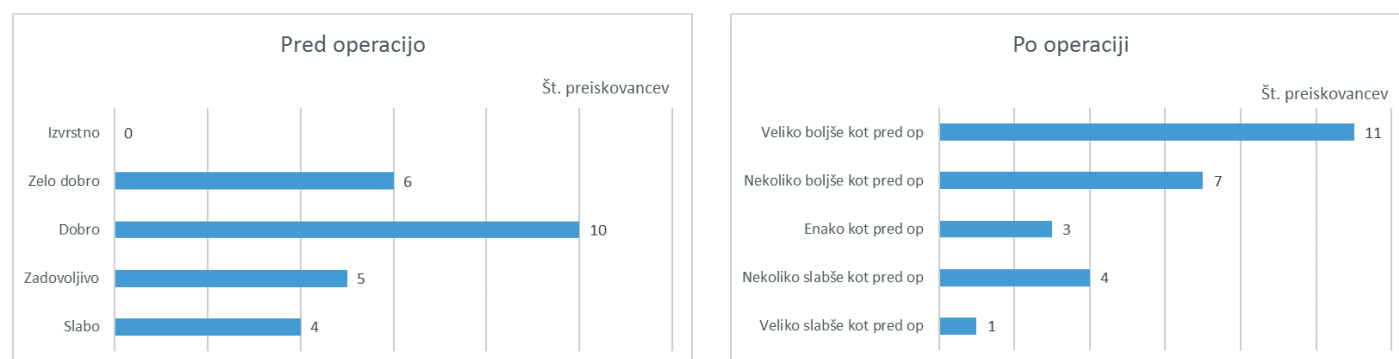 Pred operacijo
Št. preiskovancev
Izvrstno 0
Zelo dobro 6
Dobro 10
Zadovoljivo 5
Slabo 4
Po operaciji
Št. preiskovancev
Veliko boljše kot pred op 11
Nekoliko boljše kot pred op 7
Enako kot pred op 3
Nekoliko slabše kot pred op 4
Veliko slabše kot pred op 1